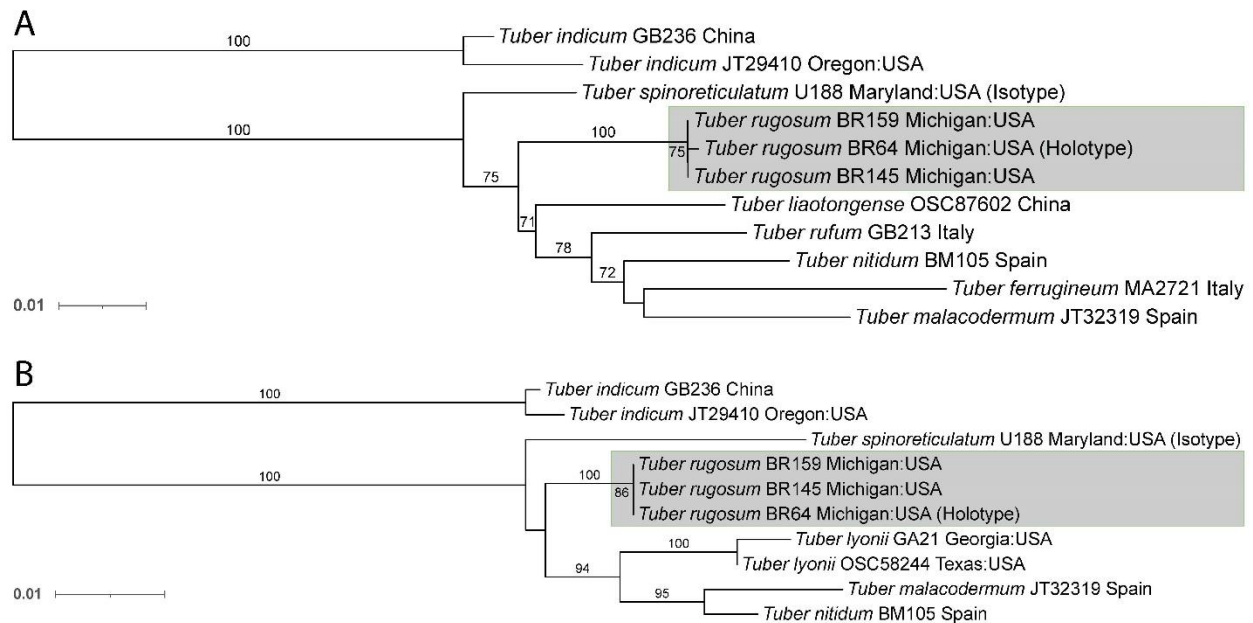 A
100
Tuber indicum GB236 China
Tuber indicum JT29410 Oregon:USA
Tuber spinoreticulatum U188 Maryland:USA (Isotype)
100
100
Tuber rugosum BR159 Michigan:USA
75 Tuber rugosum BR64 Michigan:USA (Holotype)
Tuber rugosum BR145 Michigan:USA
75
Tuber liaotongense OSC87602 China
71
Tuber rufum GB213 Italy
78
Tuber nitidum BM105 Spain
72
Tuber ferrugineum MA2721 Italy
0.01
Tuber malacodermum JT32319 Spain
B
100
Tuber indicum GB236 China
Tuber indicum JT29410 Oregon:USA
Tuber spinoreticulatum U188 Maryland:USA (Isotype)
100
100
Tuber rugosum BR159 Michigan:USA
86 Tuber rugosum BR145 Michigan:USA
Tuber rugosum BR64 Michigan:USA (Holotype)
100
Tuber lyonii GA21 Georgia:USA
Tuber lyonii OSC58244 Texas:USA
94
Tuber malacodermum JT32319 Spain
0.01
95
Tuber nitidum BM105 Spain